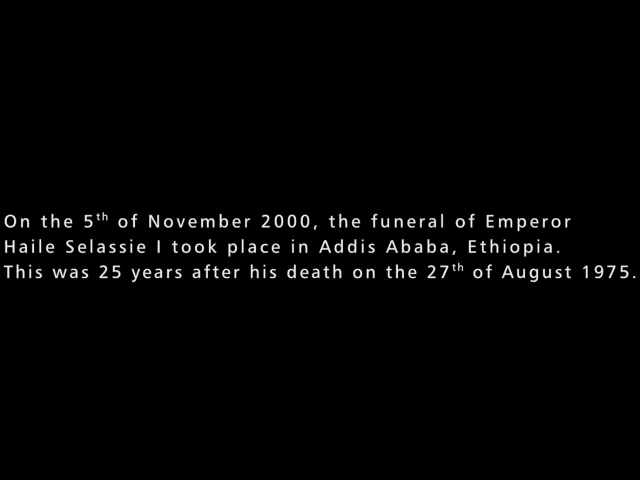 On the 5th of November 2000, the funeral of Emperor
Haile Selassie I took place in Addis Ababa, Ethiopia.
This was 25 years after his death on the 27th of August 1975.